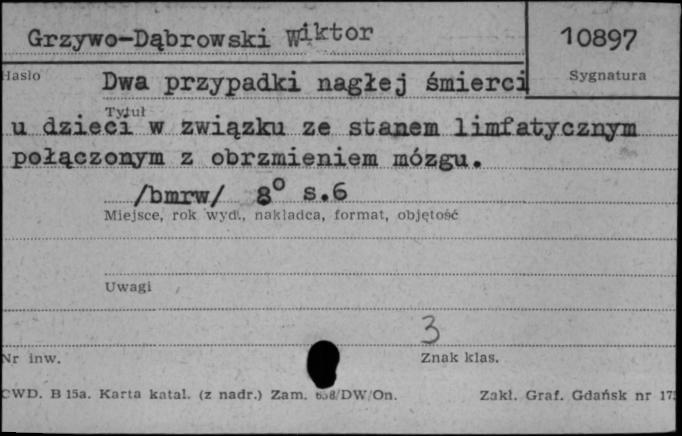 Grzywo-Dąbrowski Wiktor
10897
Hasło
Sygnatura
Dwa przypadki nagłej śmierci
Tytuł
u dzieci w związku ze stanem limfatycznym
połączonym z obrzmieniem mózgu.
/bmrw/ 8° s.6
Miejsce, rok wyd., nakładca, format, objętość
Uwagi
3
Nr inw.
Znak klas.
CWD. B 15a. Karta katal. (z nadr.) Zam. /DW/On.
Zakł. Graf. Gdańsk nr